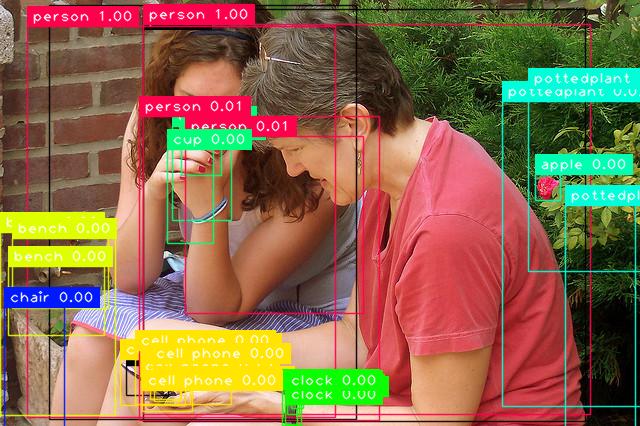 person 1.00
person 1.00
pottedplant
pottedplant 0.0
person 0.01
person 0.01
cup 0.00
apple 0.00
pottedpl
bench 0.00
bench 0.00
chair 0.00
cell phone 0.00
cell phone 0.00
cell phone 0.00
clock 0.00
clock 0.00